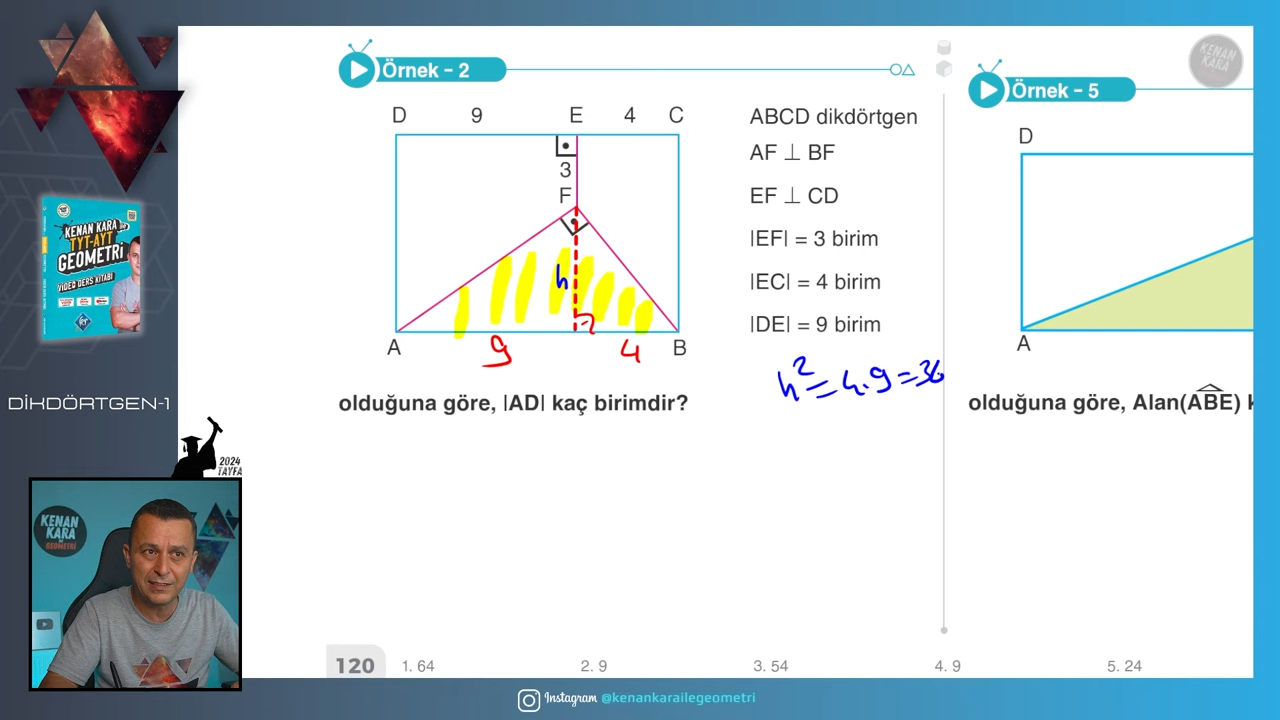 Örnek - 2
D 9 E 4 C
3
F
h
A 9 4 B
ABCD dikdörtgen
AF ⊥ BF
EF ⊥ CD
|EF| = 3 birim
|EC| = 4 birim
|DE| = 9 birim
h² = 4.9 = 36
olduğuna göre, |AD| kaç birimdir?
KENAN KARA
Örnek - 5
D
A
olduğuna göre, Alan(ABE) k
120 1. 64 2. 9 3. 54 4. 9 5. 24
KENAN KARA
TYT-AYT
GEOMETRİ
VİDEO DERS KİTABI
DİKDÖRTGEN-1
2024
TAYFA
KENAN
KARA
GEOMETRİ
Instagram @kenankarailegeometri